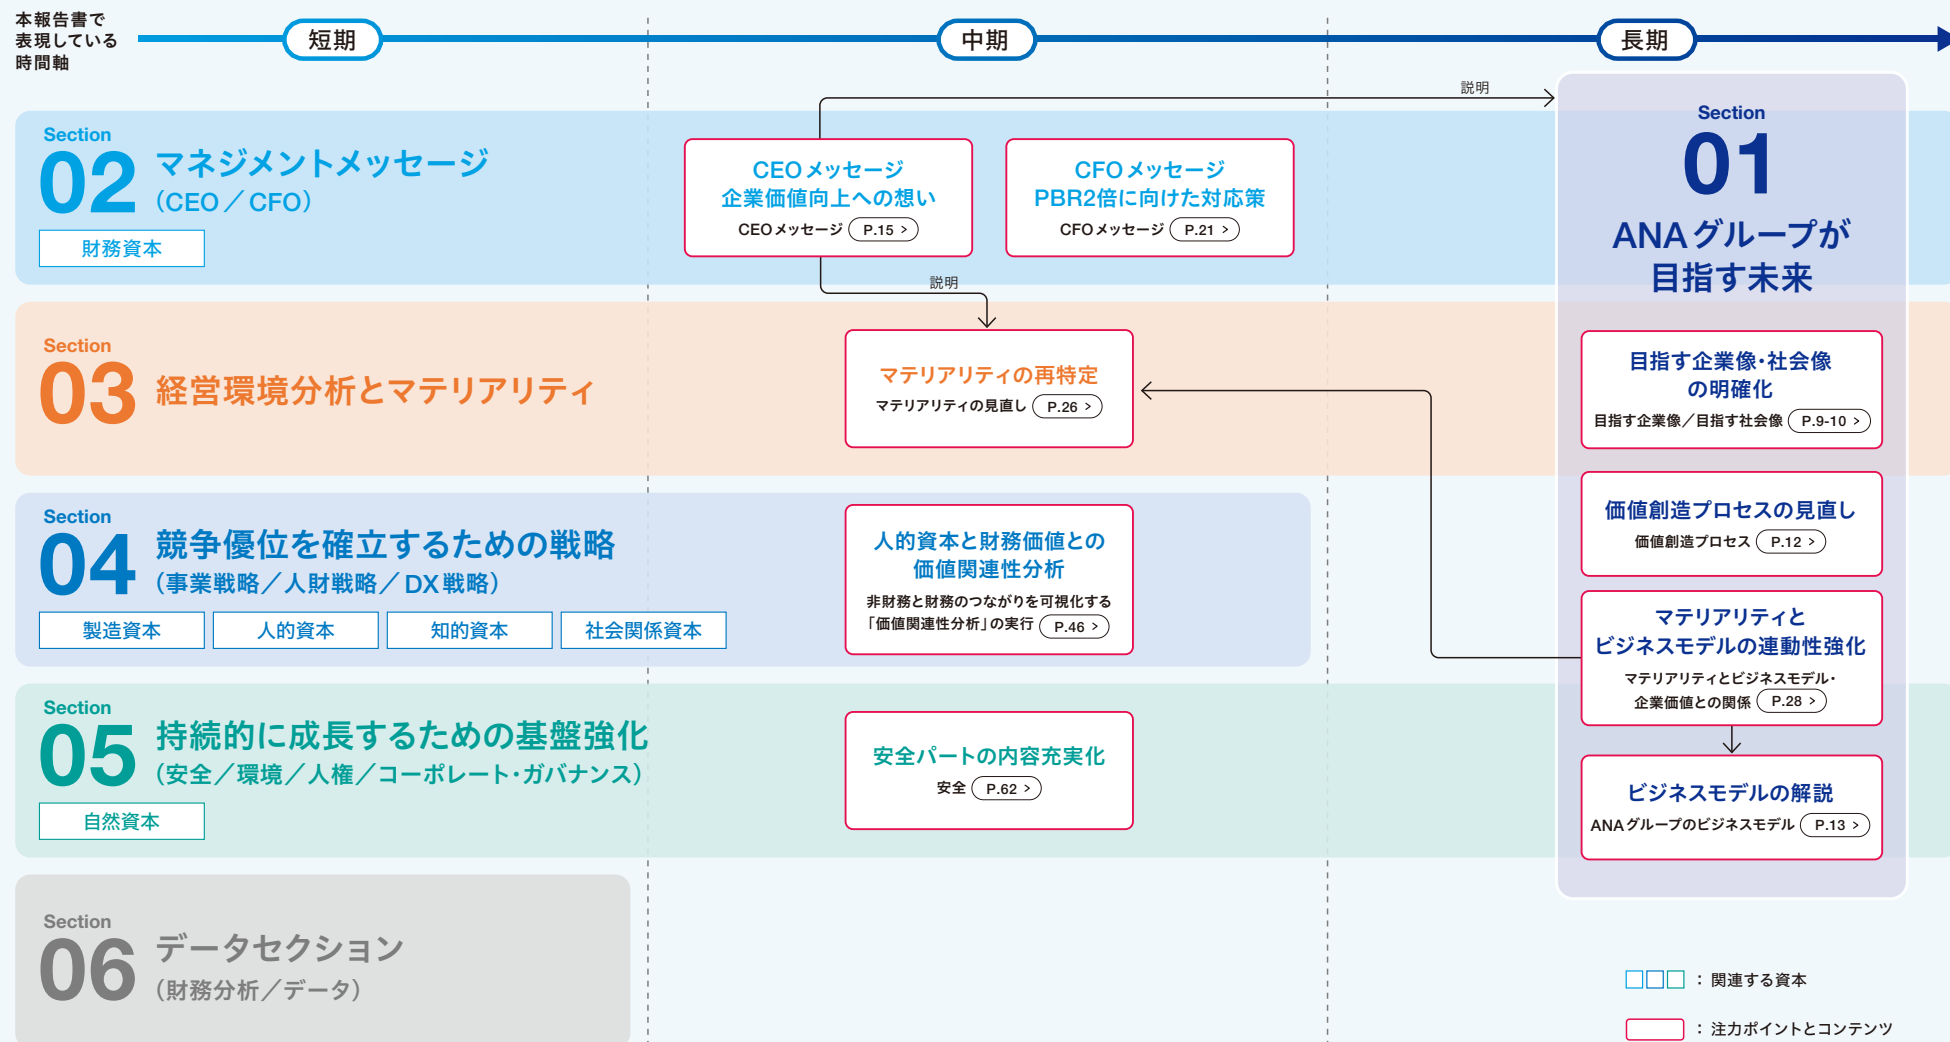 本報告書で
表現している
時間軸
短期
中期
長期
説明
Section
02
マネジメントメッセージ
（CEO／CFO）
財務資本
CEOメッセージ
企業価値向上への想い
CEOメッセージ P.15 >
CFOメッセージ
PBR2倍に向けた対応策
CFOメッセージ P.21 >
説明
Section
01
ANAグループが
目指す未来
目指す企業像・社会像
の明確化
目指す企業像／目指す社会像 P.9-10 >
価値創造プロセスの見直し
価値創造プロセス P.12 >
マテリアリティと
ビジネスモデルの連動性強化
マテリアリティとビジネスモデル・
企業価値との関係 P.28 >
ビジネスモデルの解説
ANAグループのビジネスモデル P.13 >
Section
03
経営環境分析とマテリアリティ
マテリアリティの再特定
マテリアリティの見直し P.26 >
Section
04
競争優位を確立するための戦略
（事業戦略／人財戦略／DX戦略）
製造資本
人的資本
知的資本
社会関係資本
人的資本と財務価値との
価値関連性分析
非財務と財務のつながりを可視化する
「価値関連性分析」の実行 P.46 >
Section
05
持続的に成長するための基盤強化
（安全／環境／人権／コーポレート・ガバナンス）
自然資本
安全パートの内容充実化
安全 P.62 >
Section
06
データセクション
（財務分析／データ）
：関連する資本
：注力ポイントとコンテンツ